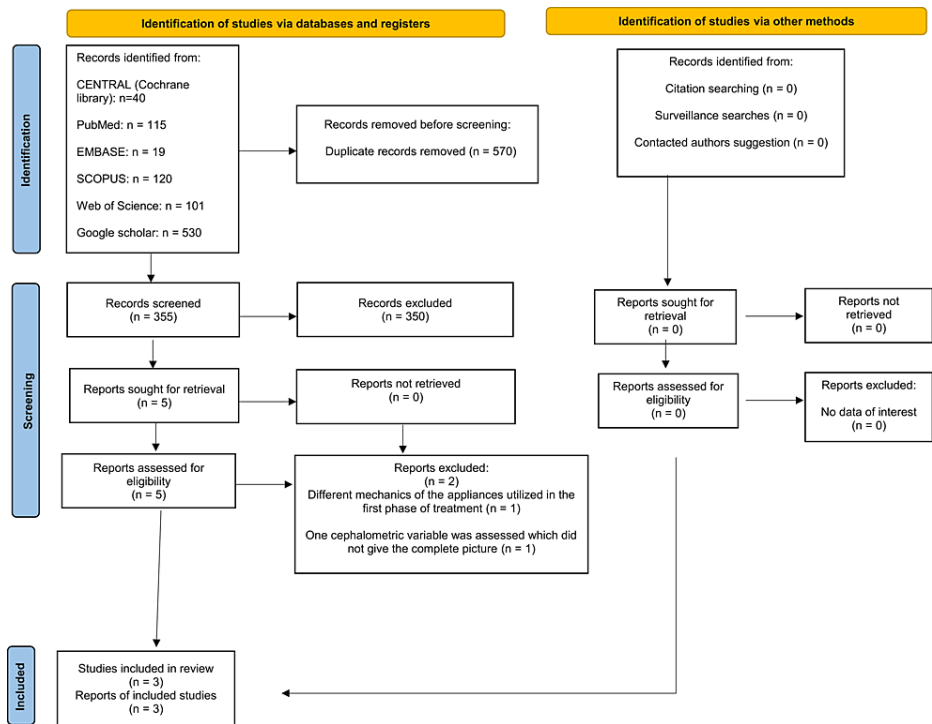 Identification of studies via databases and registers
Identification of studies via other methods
Identification
Records identified from:
CENTRAL (Cochrane
library): n=40
PubMed: n = 115
EMBASE: n = 19
SCOPUS: n = 120
Web of Science: n = 101
Google scholar: n = 530
Records removed before screening:
Duplicate records removed (n = 570)
Records identified from:
Citation searching (n = 0)
Surveillance searches (n = 0)
Contacted authors suggestion (n = 0)
Screening
Records screened
(n = 355)
Records excluded
(n = 350)
Reports sought for
retrieval
(n = 0)
Reports not
retrieved
(n = 0)
Reports sought for retrieval
(n = 5)
Reports not retrieved
(n = 0)
Reports assessed for
eligibility
(n = 0)
Reports excluded:
No data of interest
(n = 0)
Reports assessed for
eligibility
(n = 5)
Reports excluded:
(n = 2)
Different mechanics of the appliances utilized in the
first phase of treatment (n = 1)
One cephalometric variable was assessed which did
not give the complete picture (n = 1)
Included
Studies included in review
(n = 3)
Reports of included studies
(n = 3)